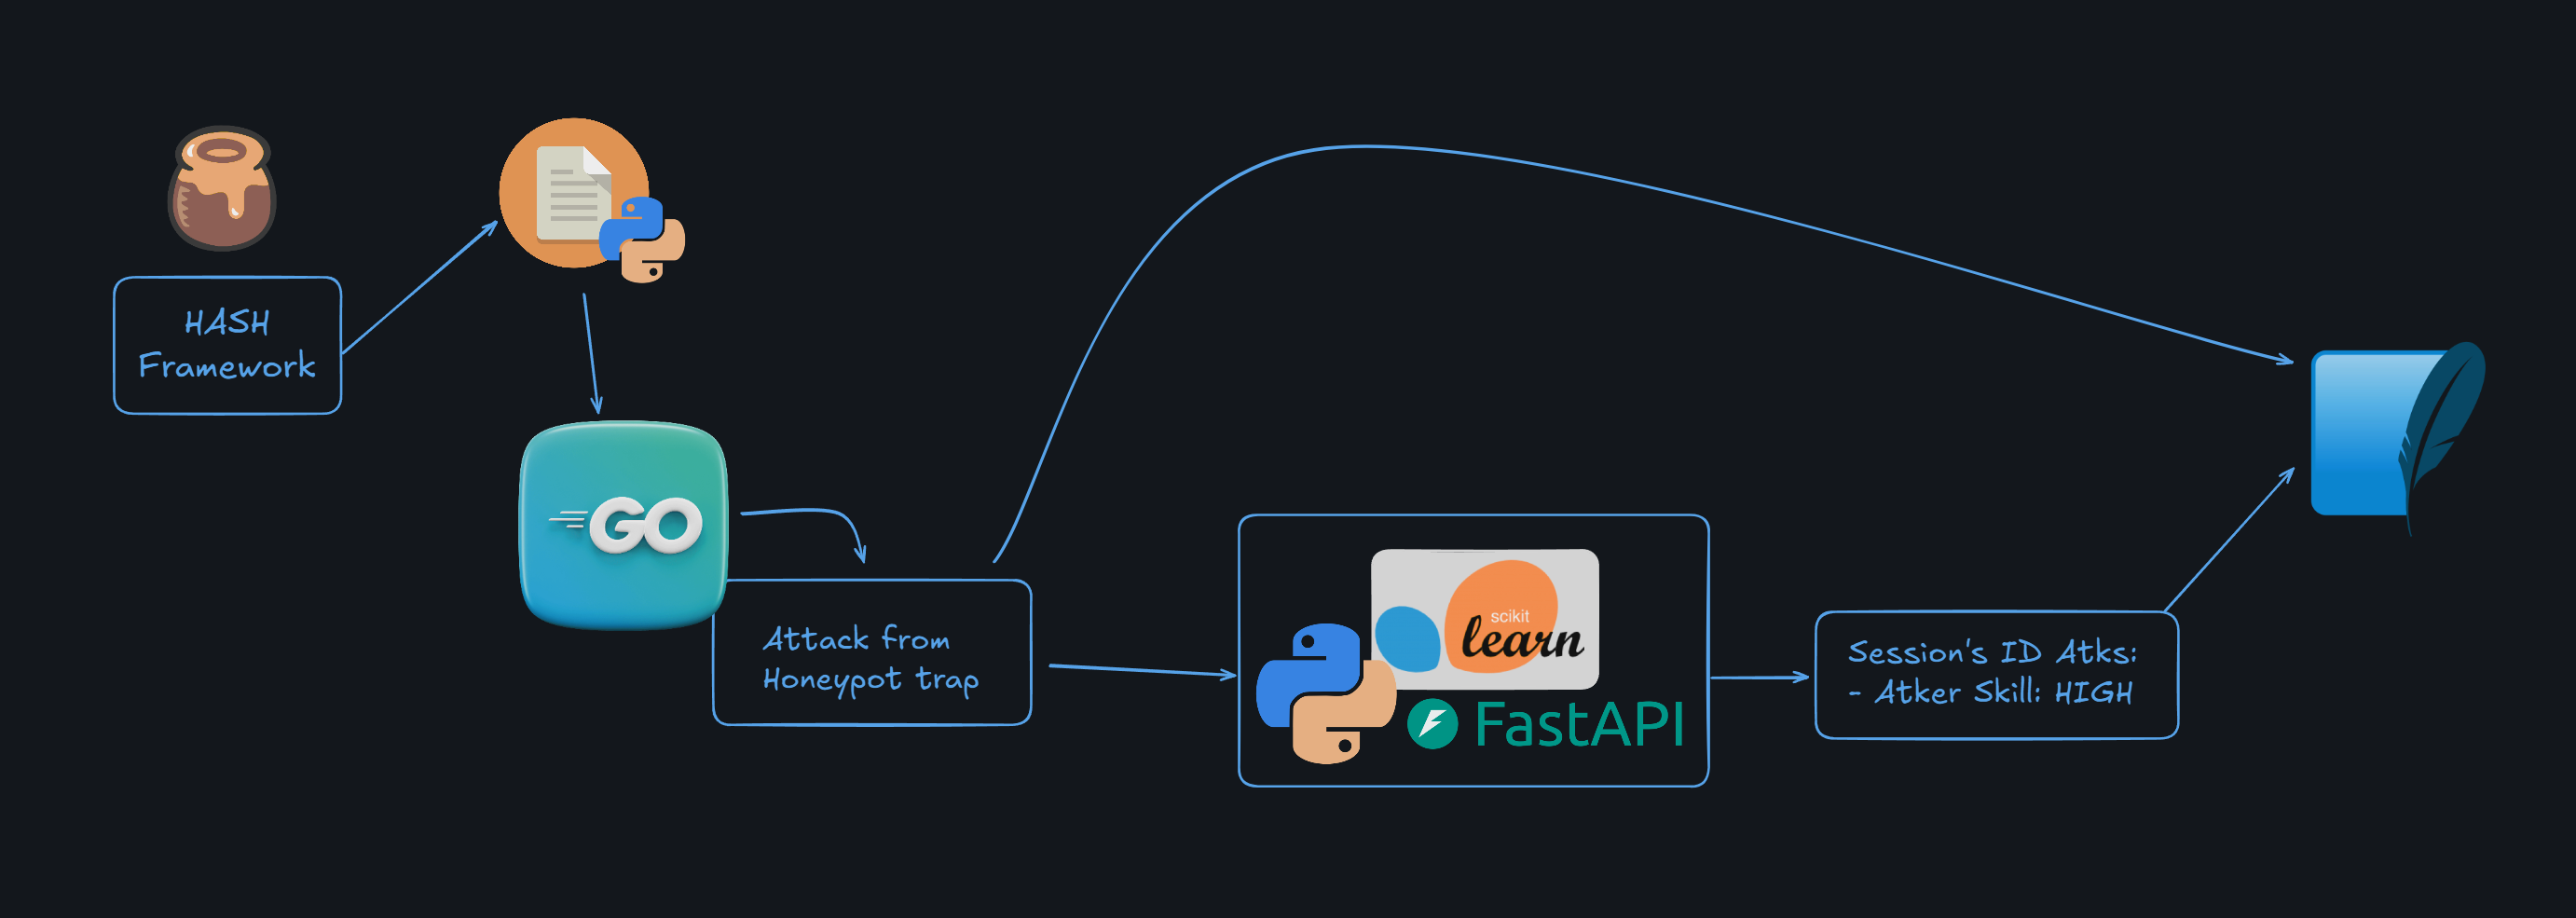 HASH
Framework
GO
Attack from
Honeypot trap
scikit
learn
FastAPI
Session's ID Atks:
- Atker Skill: HIGH